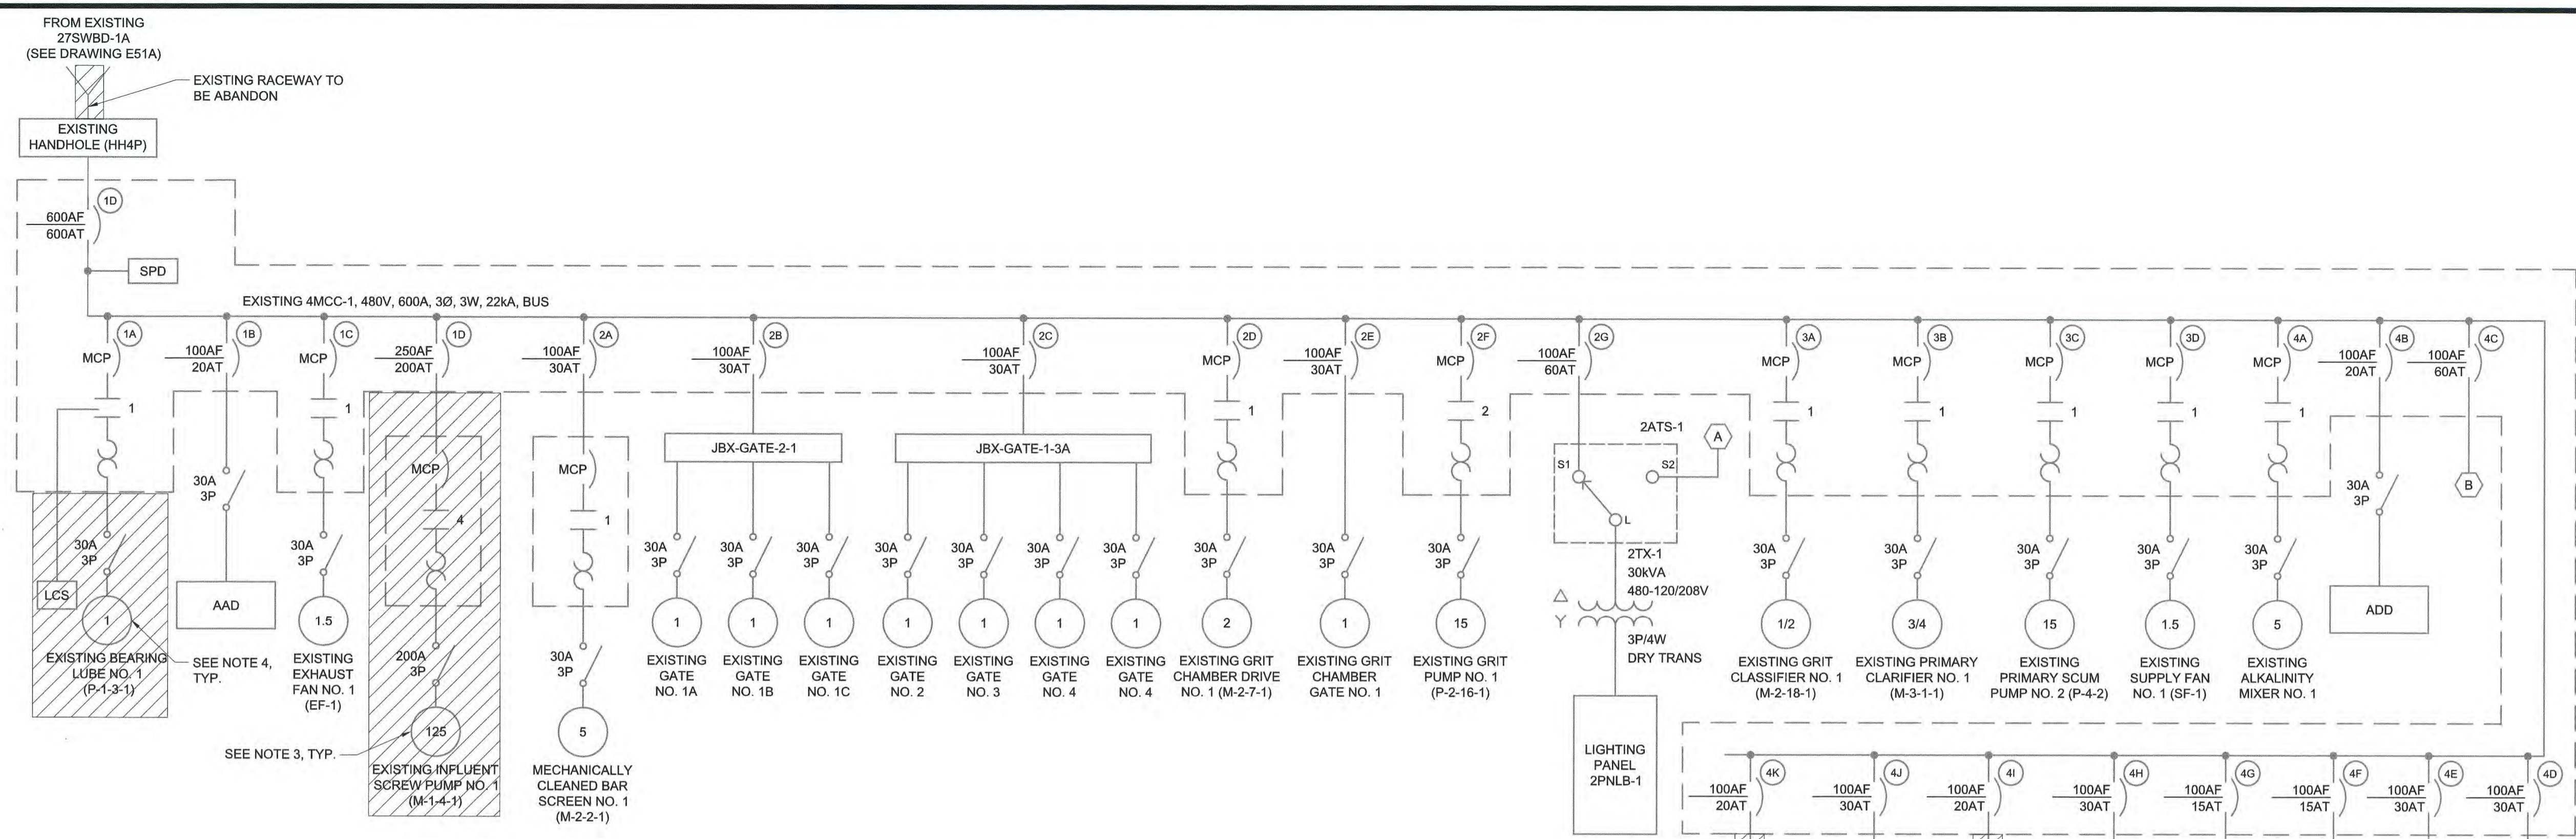 FROM EXISTING
27SWBD-1A
(SEE DRAWING E51A)
EXISTING RACEWAY TO
BE ABANDON
EXISTING
HANDHOLE (HH4P)
1D
600AF
600AT
SPD
EXISTING 4MCC-1, 480V, 600A, 3Ø, 3W, 22kA, BUS
1A
MCP
1
30A
3P
LCS
1
EXISTING BEARING
LUBE NO. 1
(P-1-3-1)
SEE NOTE 4,
TYP.
1B
100AF
20AT
30A
3P
AAD
1C
MCP
1
30A
3P
1.5
EXISTING
EXHAUST
FAN NO. 1
(EF-1)
1D
250AF
200AT
MCP
4
200A
3P
125
SEE NOTE 3, TYP.
EXISTING INFLUENT
SCREW PUMP NO. 1
(M-1-4-1)
2A
100AF
30AT
MCP
1
30A
3P
5
MECHANICALLY
CLEANED BAR
SCREEN NO. 1
(M-2-2-1)
2B
100AF
30AT
JBX-GATE-2-1
30A
3P
1
EXISTING
GATE
NO. 1A
30A
3P
1
EXISTING
GATE
NO. 1B
30A
3P
1
EXISTING
GATE
NO. 1C
2C
100AF
30AT
JBX-GATE-1-3A
30A
3P
1
EXISTING
GATE
NO. 2
30A
3P
1
EXISTING
GATE
NO. 3
30A
3P
1
EXISTING
GATE
NO. 4
30A
3P
1
EXISTING
GATE
NO. 4
2D
MCP
1
30A
3P
2
EXISTING GRIT
CHAMBER DRIVE
NO. 1 (M-2-7-1)
2E
100AF
30AT
30A
3P
1
EXISTING GRIT
CHAMBER
GATE NO. 1
2F
MCP
2
30A
3P
15
EXISTING GRIT
PUMP NO. 1
(P-2-16-1)
2G
100AF
60AT
2ATS-1
A
S1
S2
L
2TX-1
30kVA
480-120/208V
Δ
Y
3P/4W
DRY TRANS
LIGHTING
PANEL
2PNLB-1
3A
MCP
1
30A
3P
1/2
EXISTING GRIT
CLASSIFIER NO. 1
(M-2-18-1)
3B
MCP
1
30A
3P
3/4
EXISTING PRIMARY
CLARIFIER NO. 1
(M-3-1-1)
3C
MCP
1
30A
3P
15
EXISTING
PRIMARY SCUM
PUMP NO. 2 (P-4-2)
3D
MCP
1
30A
3P
1.5
EXISTING
SUPPLY FAN
NO. 1 (SF-1)
4A
MCP
1
30A
3P
5
EXISTING
ALKALINITY
MIXER NO. 1
4B
100AF
20AT
30A
3P
ADD
4C
100AF
60AT
B
4K
100AF
20AT
4J
100AF
30AT
4I
100AF
20AT
4H
100AF
30AT
4G
100AF
15AT
4F
100AF
15AT
4E
100AF
30AT
4D
100AF
30AT